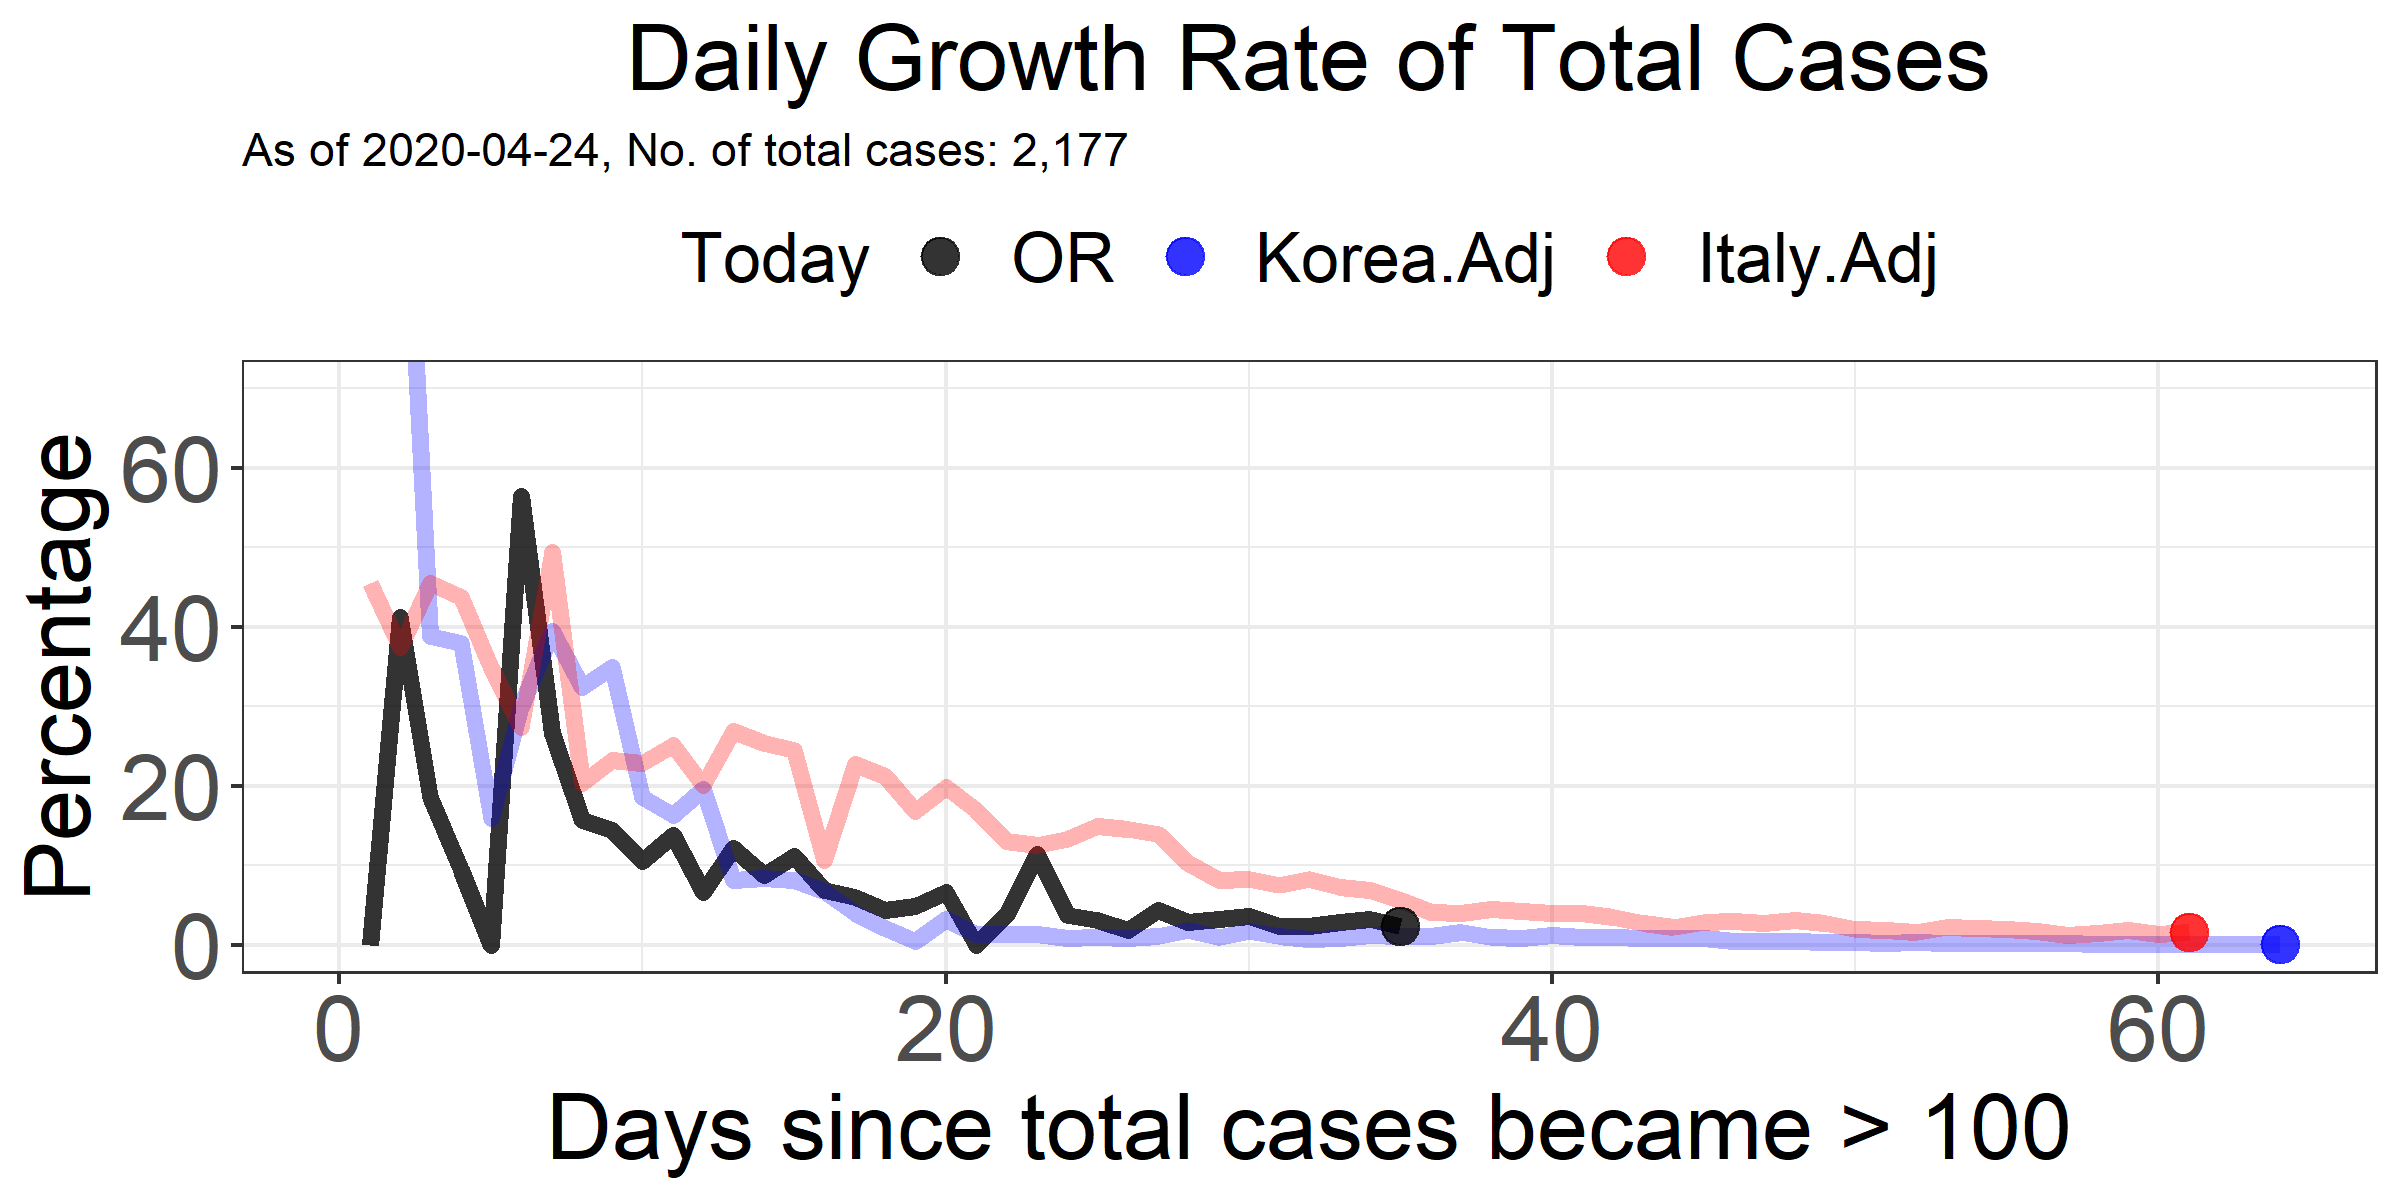 Daily Growth Rate of Total Cases
As of 2020-04-24, No. of total cases: 2,177
Today OR Korea.Adj Italy.Adj
Percentage
60
40
20
0
0 20 40 60
Days since total cases became > 100